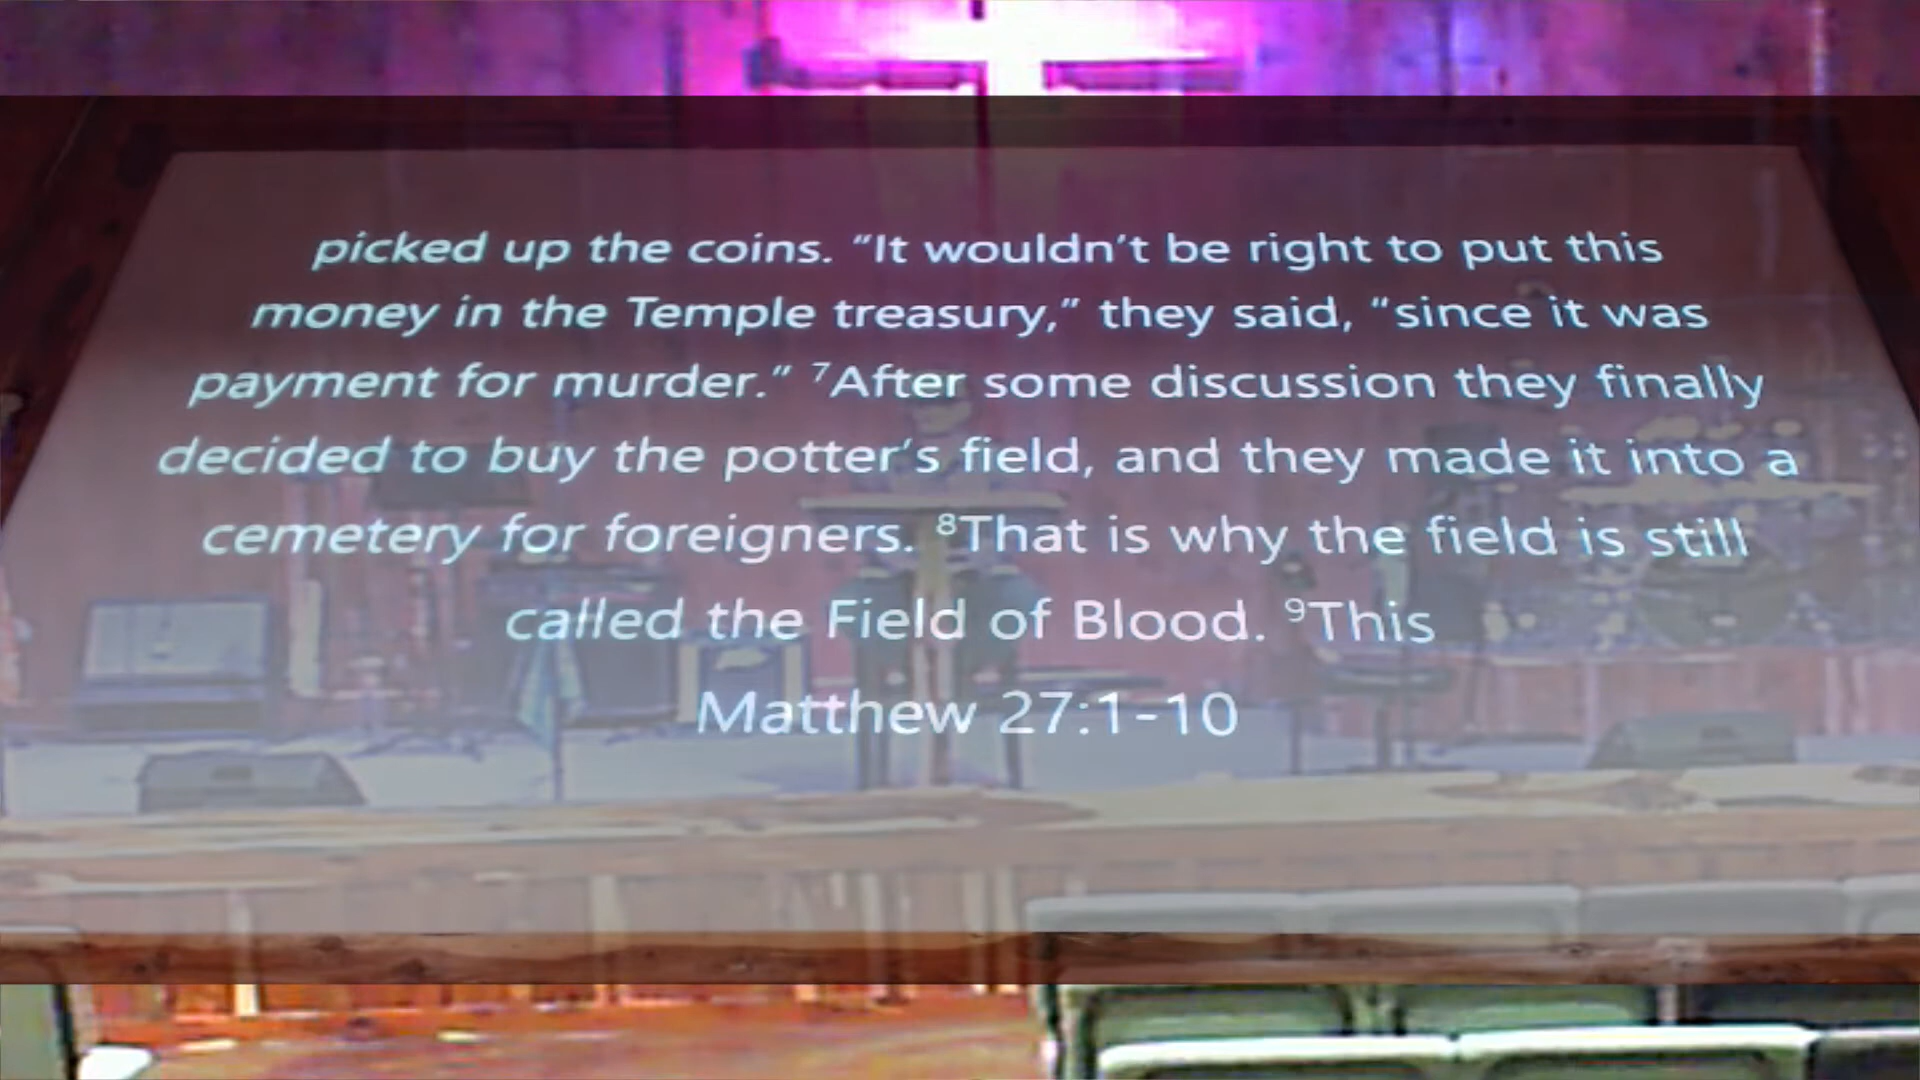 picked up the coins. “It wouldn’t be right to put this
money in the Temple treasury,” they said, “since it was
payment for murder.” ⁷After some discussion they finally
decided to buy the potter’s field, and they made it into a
cemetery for foreigners. ⁸That is why the field is still
called the Field of Blood. ⁹This
Matthew 27:1-10